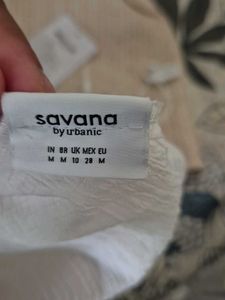 savana
by urbanic
IN BR UK MEX EU
M M 10 28 M